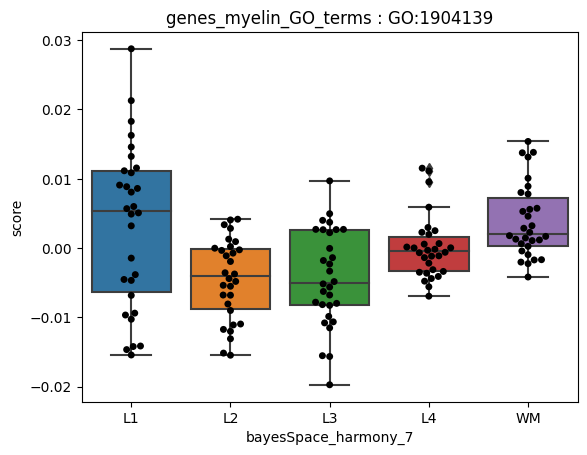 genes_myelin_GO_terms : GO:1904139
score
0.03
0.02
0.01
0.00
−0.01
−0.02
L1 L2 L3 L4 WM
bayesSpace_harmony_7